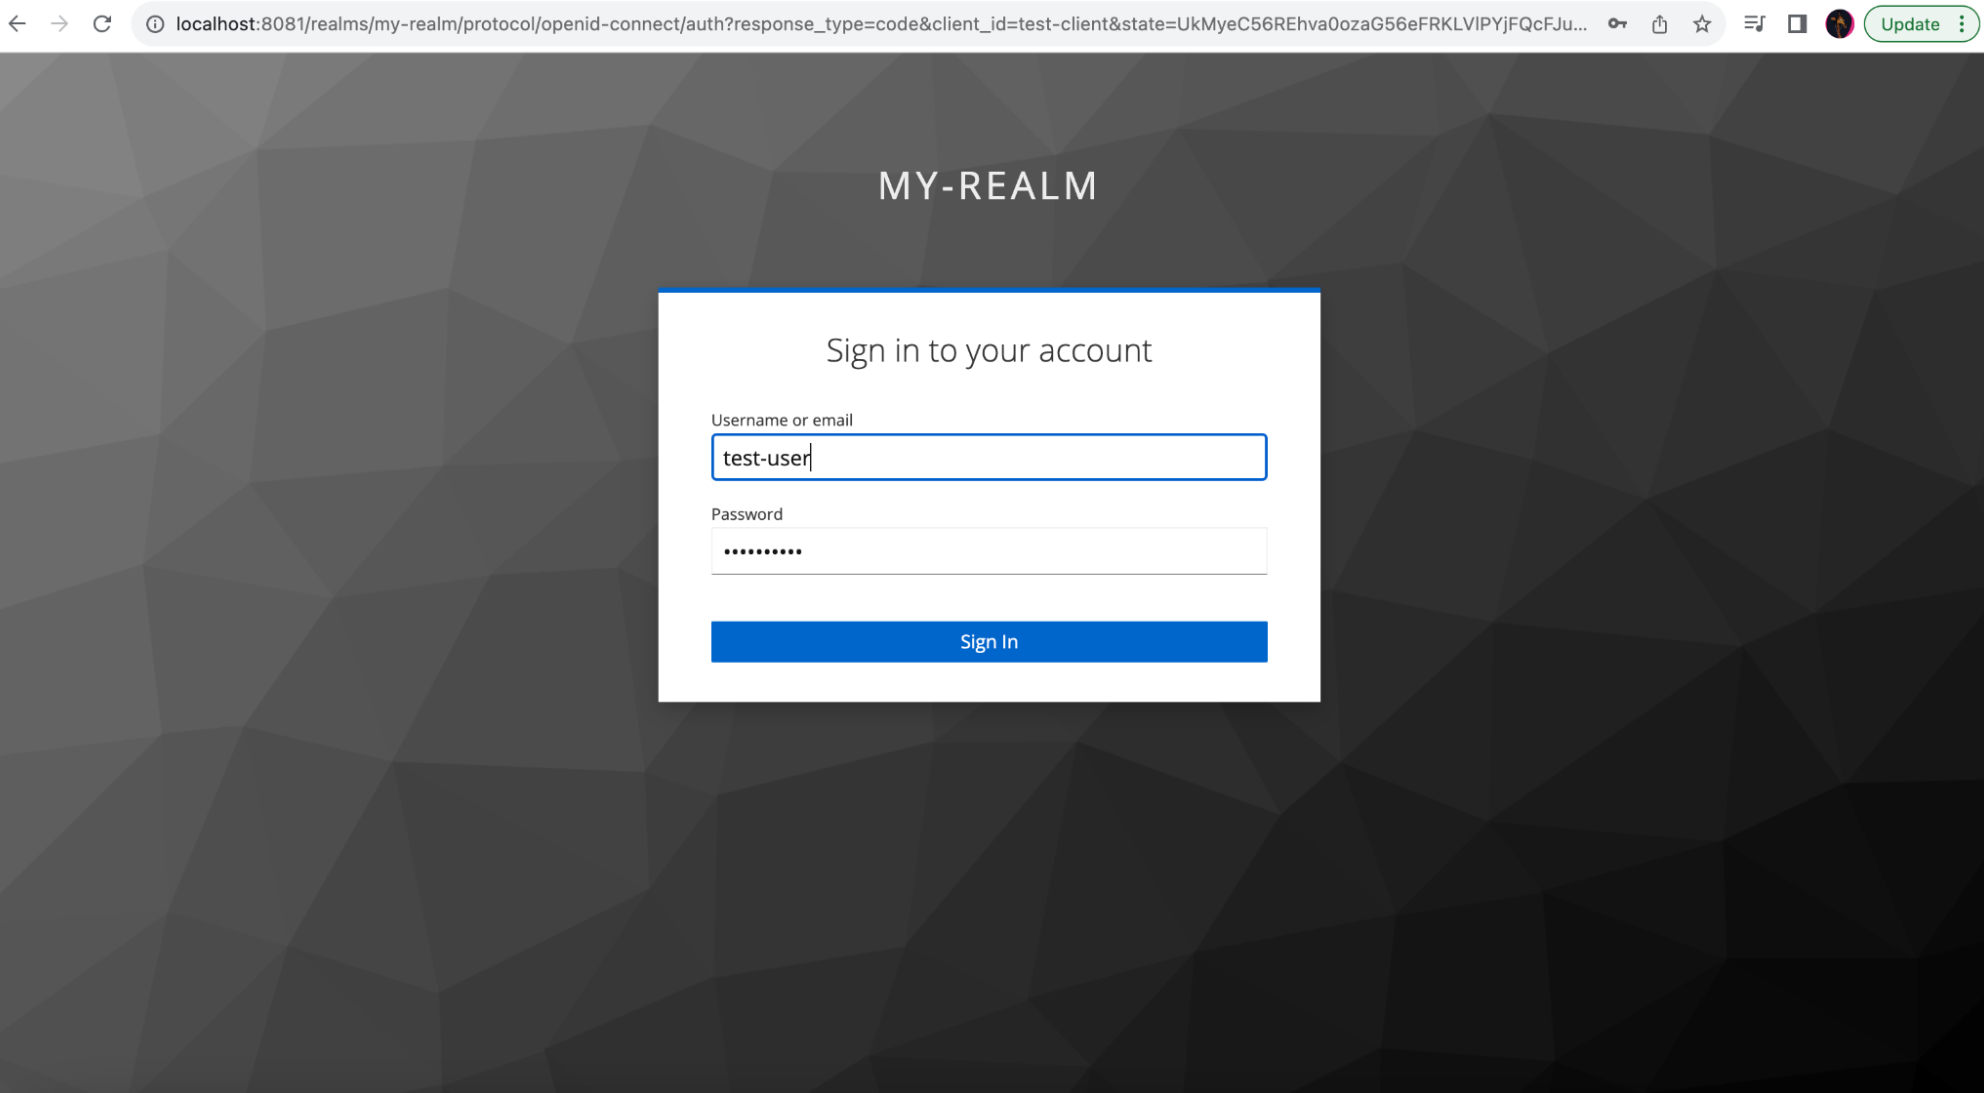 localhost:8081/realms/my-realm/protocol/openid-connect/auth?response_type=code&client_id=test-client&state=UkMyeC56REhva0ozaG56eFRKLVlPYjFQcFJu...
Update
MY-REALM
Sign in to your account
Username or email
test-user
Password
••••••••••
Sign In